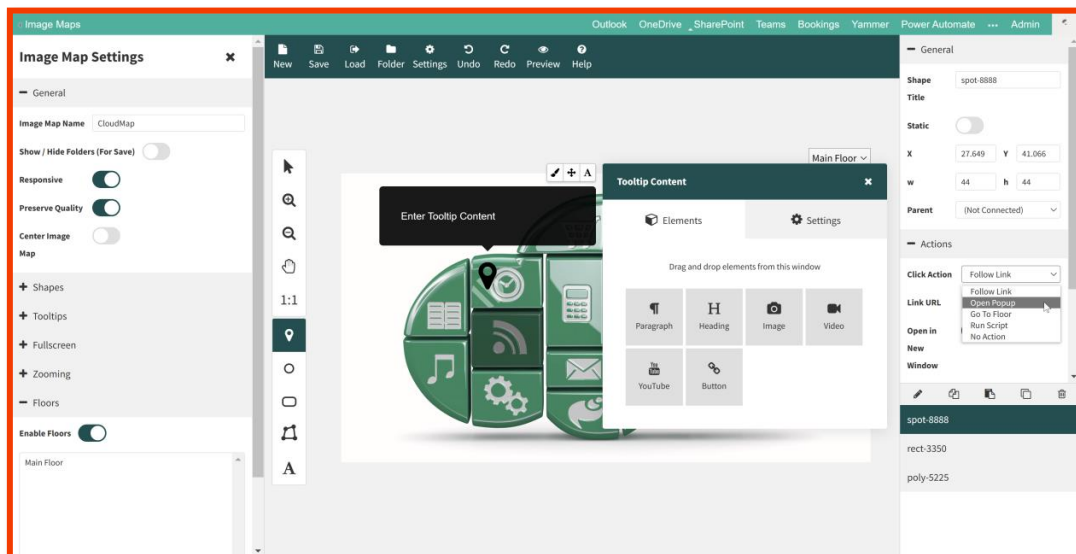 Image Maps
Outlook OneDrive SharePoint Teams Bookings Yammer Power Automate ... Admin
Image Map Settings
General
Image Map Name CloudMap
Show / Hide Folders (For Save)
Responsive
Preserve Quality
Center Image
Map
Shapes
Tooltips
Fullscreen
Zooming
Floors
Enable Floors
Main Floor
New Save Load Folder Settings Undo Redo Preview Help
1:1
A
Main Floor
A
Enter Tooltip Content
Tooltip Content
Elements Settings
Drag and drop elements from this window
Paragraph Heading Image Video
You
Tube
YouTube Button
General
Shape
Title
spot-8888
Static
X 27.649 Y 41.066
w 44 h 44
Parent (Not Connected)
Actions
Click Action Follow Link
Follow Link
Open Popup
Go To Floor
Run Script
No Action
Link URL
Open in
New
Window
spot-8888
rect-3350
poly-5225